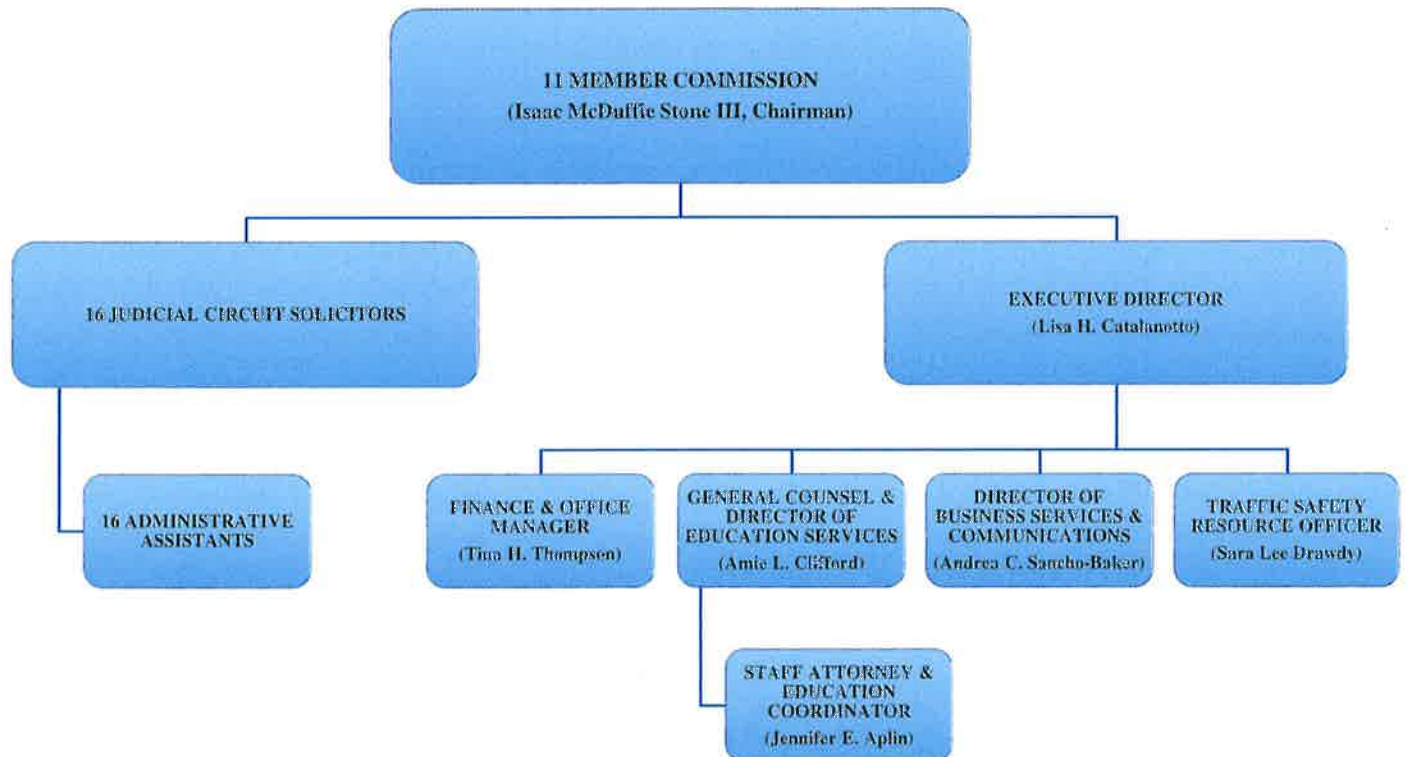 11 MEMBER COMMISSION
(Isaac McDuffie Stone III, Chairman)
16 JUDICIAL CIRCUIT SOLICITORS
EXECUTIVE DIRECTOR
(Lisa H. Catalanotto)
16 ADMINISTRATIVE
ASSISTANTS
FINANCE & OFFICE
MANAGER
(Tina H. Thompson)
GENERAL COUNSEL &
DIRECTOR OF
EDUCATION SERVICES
(Amie L. Clifford)
DIRECTOR OF
BUSINESS SERVICES &
COMMUNICATIONS
(Andrea C. Sancho-Baker)
TRAFFIC SAFETY
RESOURCE OFFICER
(Sara Lee Drawdy)
STAFF ATTORNEY &
EDUCATION
COORDINATOR
(Jennifer E. Aplin)